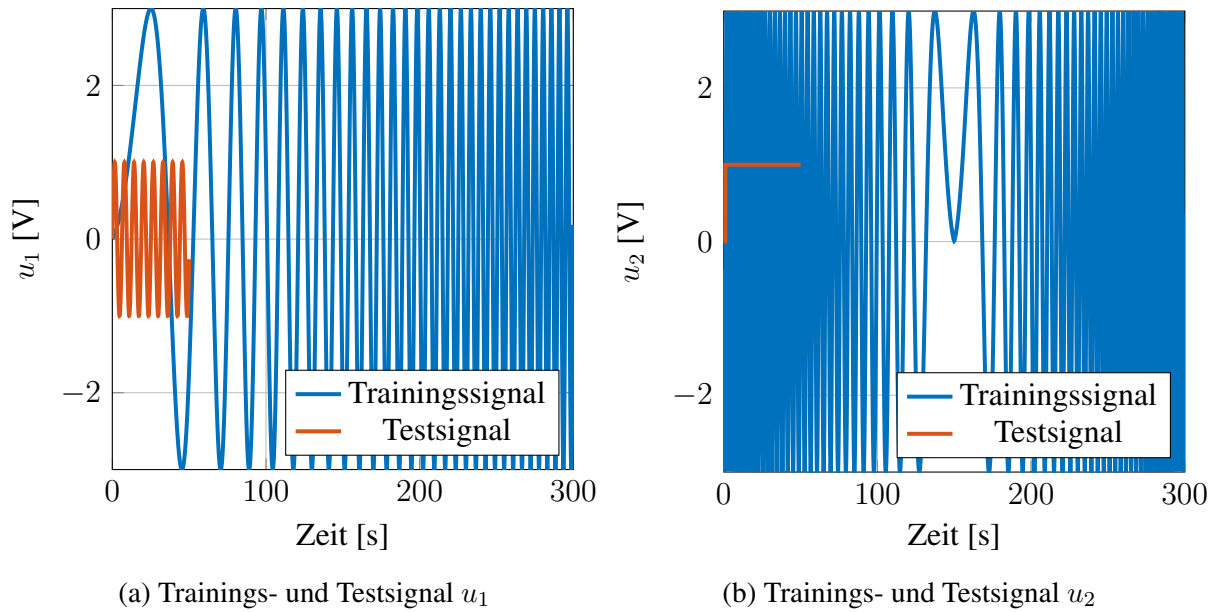 2
0
−2
u₁ [V]
0
100
200
300
Zeit [s]
Trainingssignal
Testsignal
(a) Trainings- und Testsignal u₁
2
0
−2
u₂ [V]
0
100
200
300
Zeit [s]
Trainingssignal
Testsignal
(b) Trainings- und Testsignal u₂